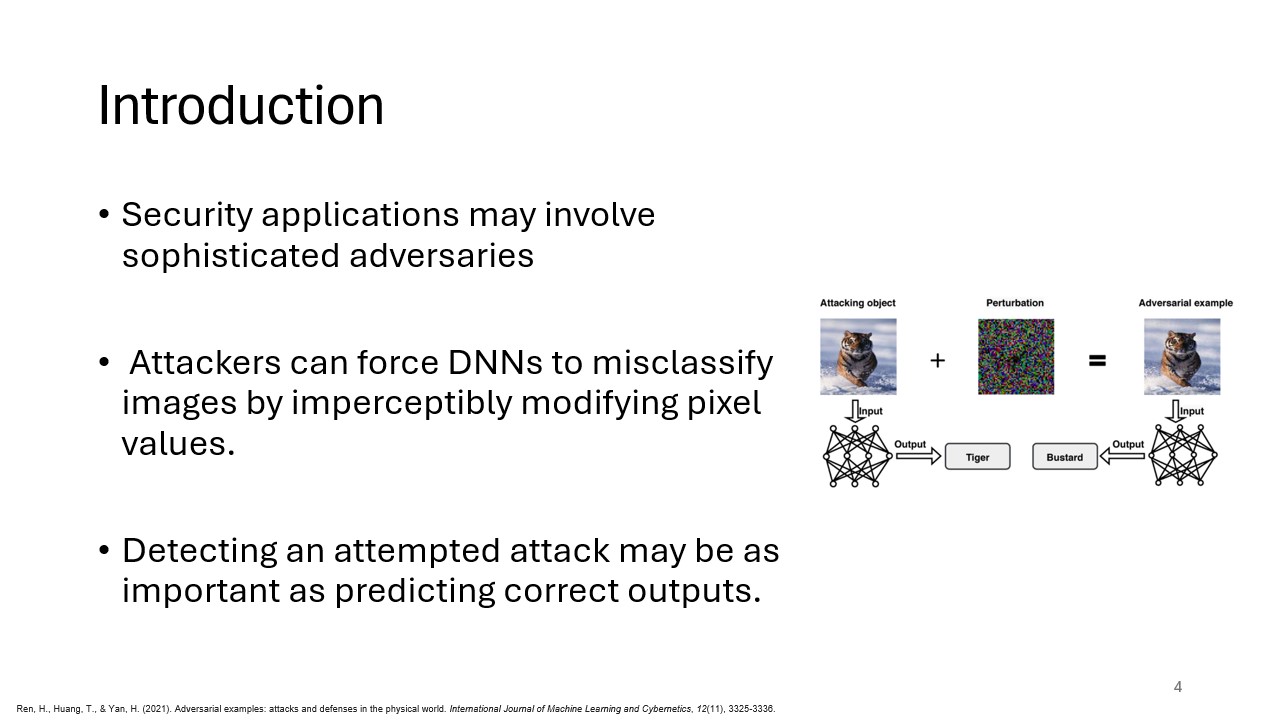 Introduction
• Security applications may involve
sophisticated adversaries
• Attackers can force DNNs to misclassify
images by imperceptibly modifying pixel
values.
• Detecting an attempted attack may be as
important as predicting correct outputs.
Attacking object
Perturbation
Adversarial example
+
=
Input
Input
Output
Tiger
Bustard
Output
4
Ren, H., Huang, T., & Yan, H. (2021). Adversarial examples: attacks and defenses in the physical world. International Journal of Machine Learning and Cybernetics, 12(11), 3325-3336.